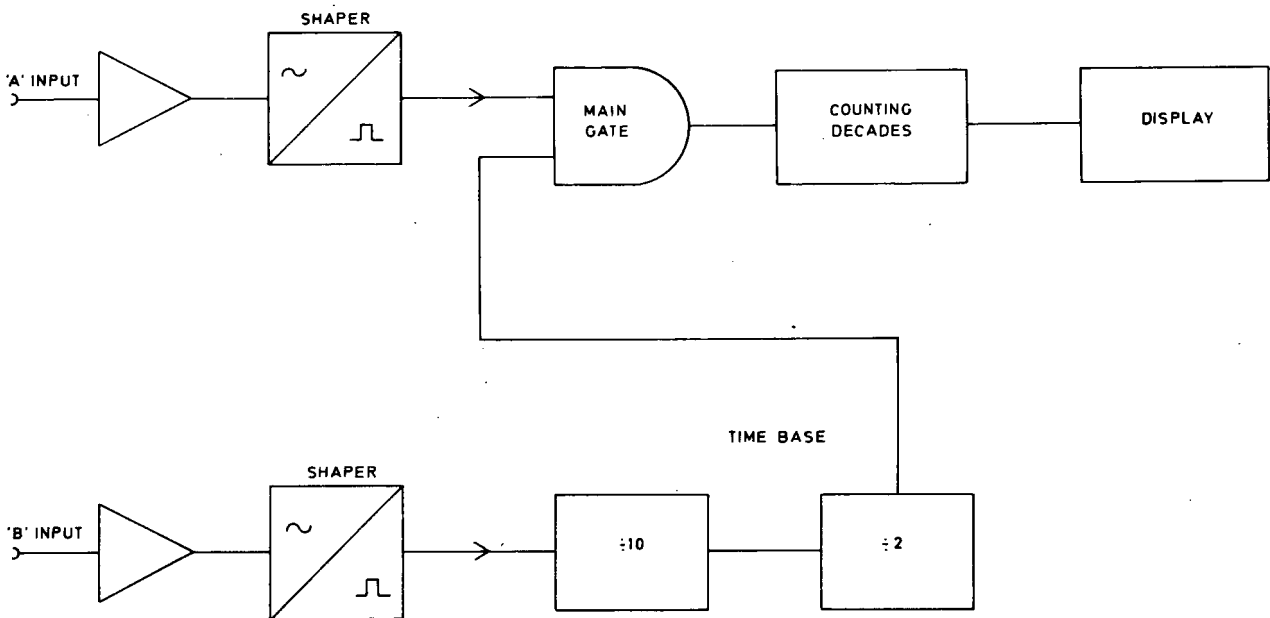 SHAPER
'A' INPUT
MAIN
GATE
COUNTING
DECADES
DISPLAY
TIME BASE
SHAPER
'B' INPUT
÷10
÷2